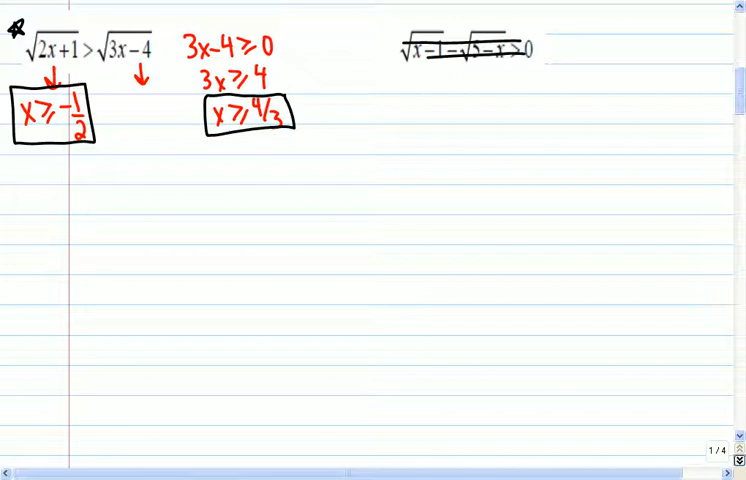 √2x+1 > √3x−4
x ≥ -1/2
3x-4 ≥ 0
3x ≥ 4
x ≥ 4/3
√x−1 − √5−x > 0
1 / 4